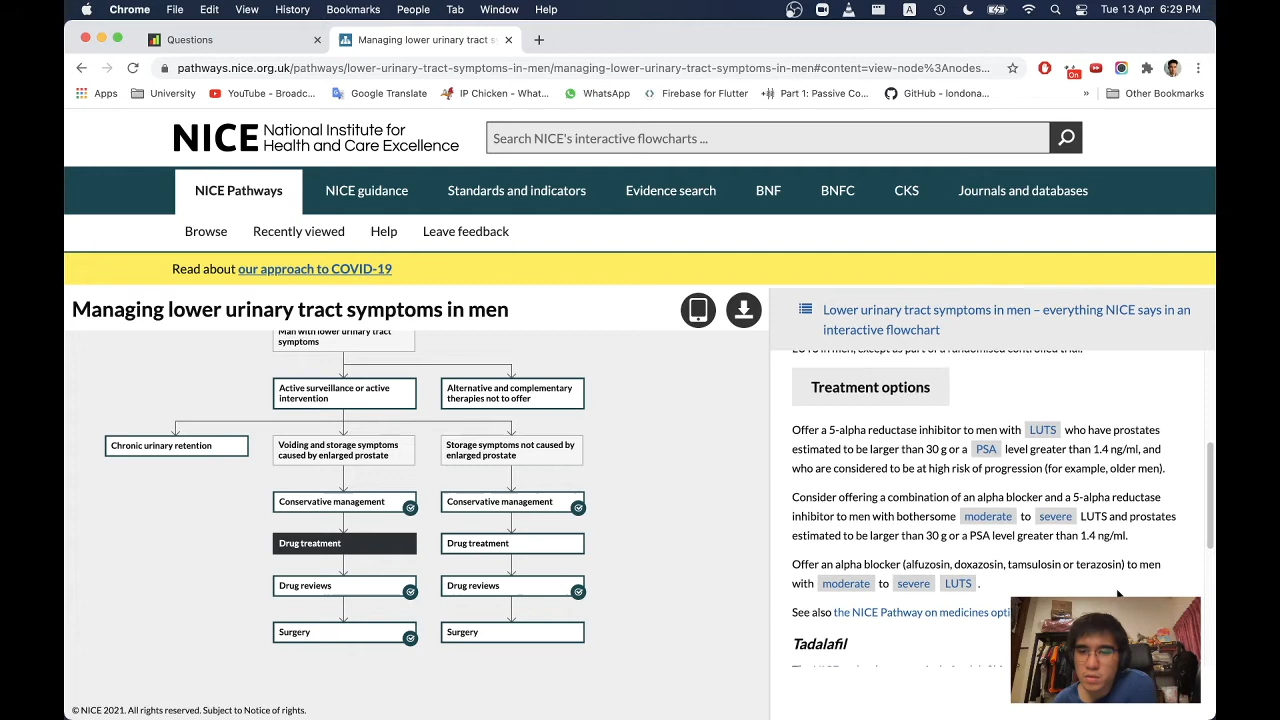 Chrome File Edit View History Bookmarks People Tab Window Help A Tue 13 Apr 6:29 PM
Questions Managing lower urinary tract s
pathways.nice.org.uk/pathways/lower-urinary-tract-symptoms-in-men/managing-lower-urinary-tract-symptoms-in-men#content=view-node%3Anodes... On
Apps University YouTube - Broadc... Google Translate IP Chicken - What... WhatsApp Firebase for Flutter Part 1: Passive Co... GitHub - londona... » Other Bookmarks
NICE National Institute for
Health and Care Excellence
Search NICE's interactive flowcharts ...
NICE Pathways NICE guidance Standards and indicators Evidence search BNF BNFC CKS Journals and databases
Browse Recently viewed Help Leave feedback
Read about our approach to COVID-19
Managing lower urinary tract symptoms in men
Man with lower urinary tract
symptoms
Active surveillance or active
intervention
Alternative and complementary
therapies not to offer
Chronic urinary retention
Voiding and storage symptoms
caused by enlarged prostate
Storage symptoms not caused by
enlarged prostate
Conservative management
Conservative management
Drug treatment
Drug treatment
Drug reviews
Drug reviews
Surgery
Surgery
© NICE 2021. All rights reserved. Subject to Notice of rights.
Lower urinary tract symptoms in men – everything NICE says in an
interactive flowchart
LUTS in men, except as part of a randomised controlled trial.
Treatment options
Offer a 5-alpha reductase inhibitor to men with LUTS who have prostates
estimated to be larger than 30 g or a PSA level greater than 1.4 ng/ml, and
who are considered to be at high risk of progression (for example, older men).
Consider offering a combination of an alpha blocker and a 5-alpha reductase
inhibitor to men with bothersome moderate to severe LUTS and prostates
estimated to be larger than 30 g or a PSA level greater than 1.4 ng/ml.
Offer an alpha blocker (alfuzosin, doxazosin, tamsulosin or terazosin) to men
with moderate to severe LUTS .
See also the NICE Pathway on medicines opti
Tadalafil